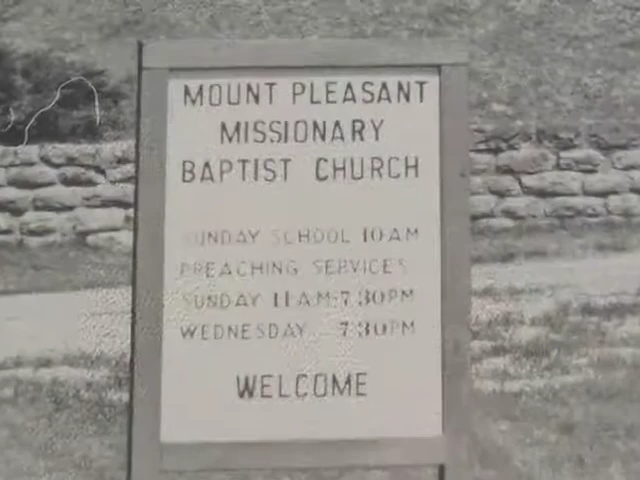 MOUNT PLEASANT
MISSIONARY
BAPTIST CHURCH
SUNDAY SCHOOL 10 AM
PREACHING SERVICES
SUNDAY 11 AM-7:30PM
WEDNESDAY 7:30PM
WELCOME